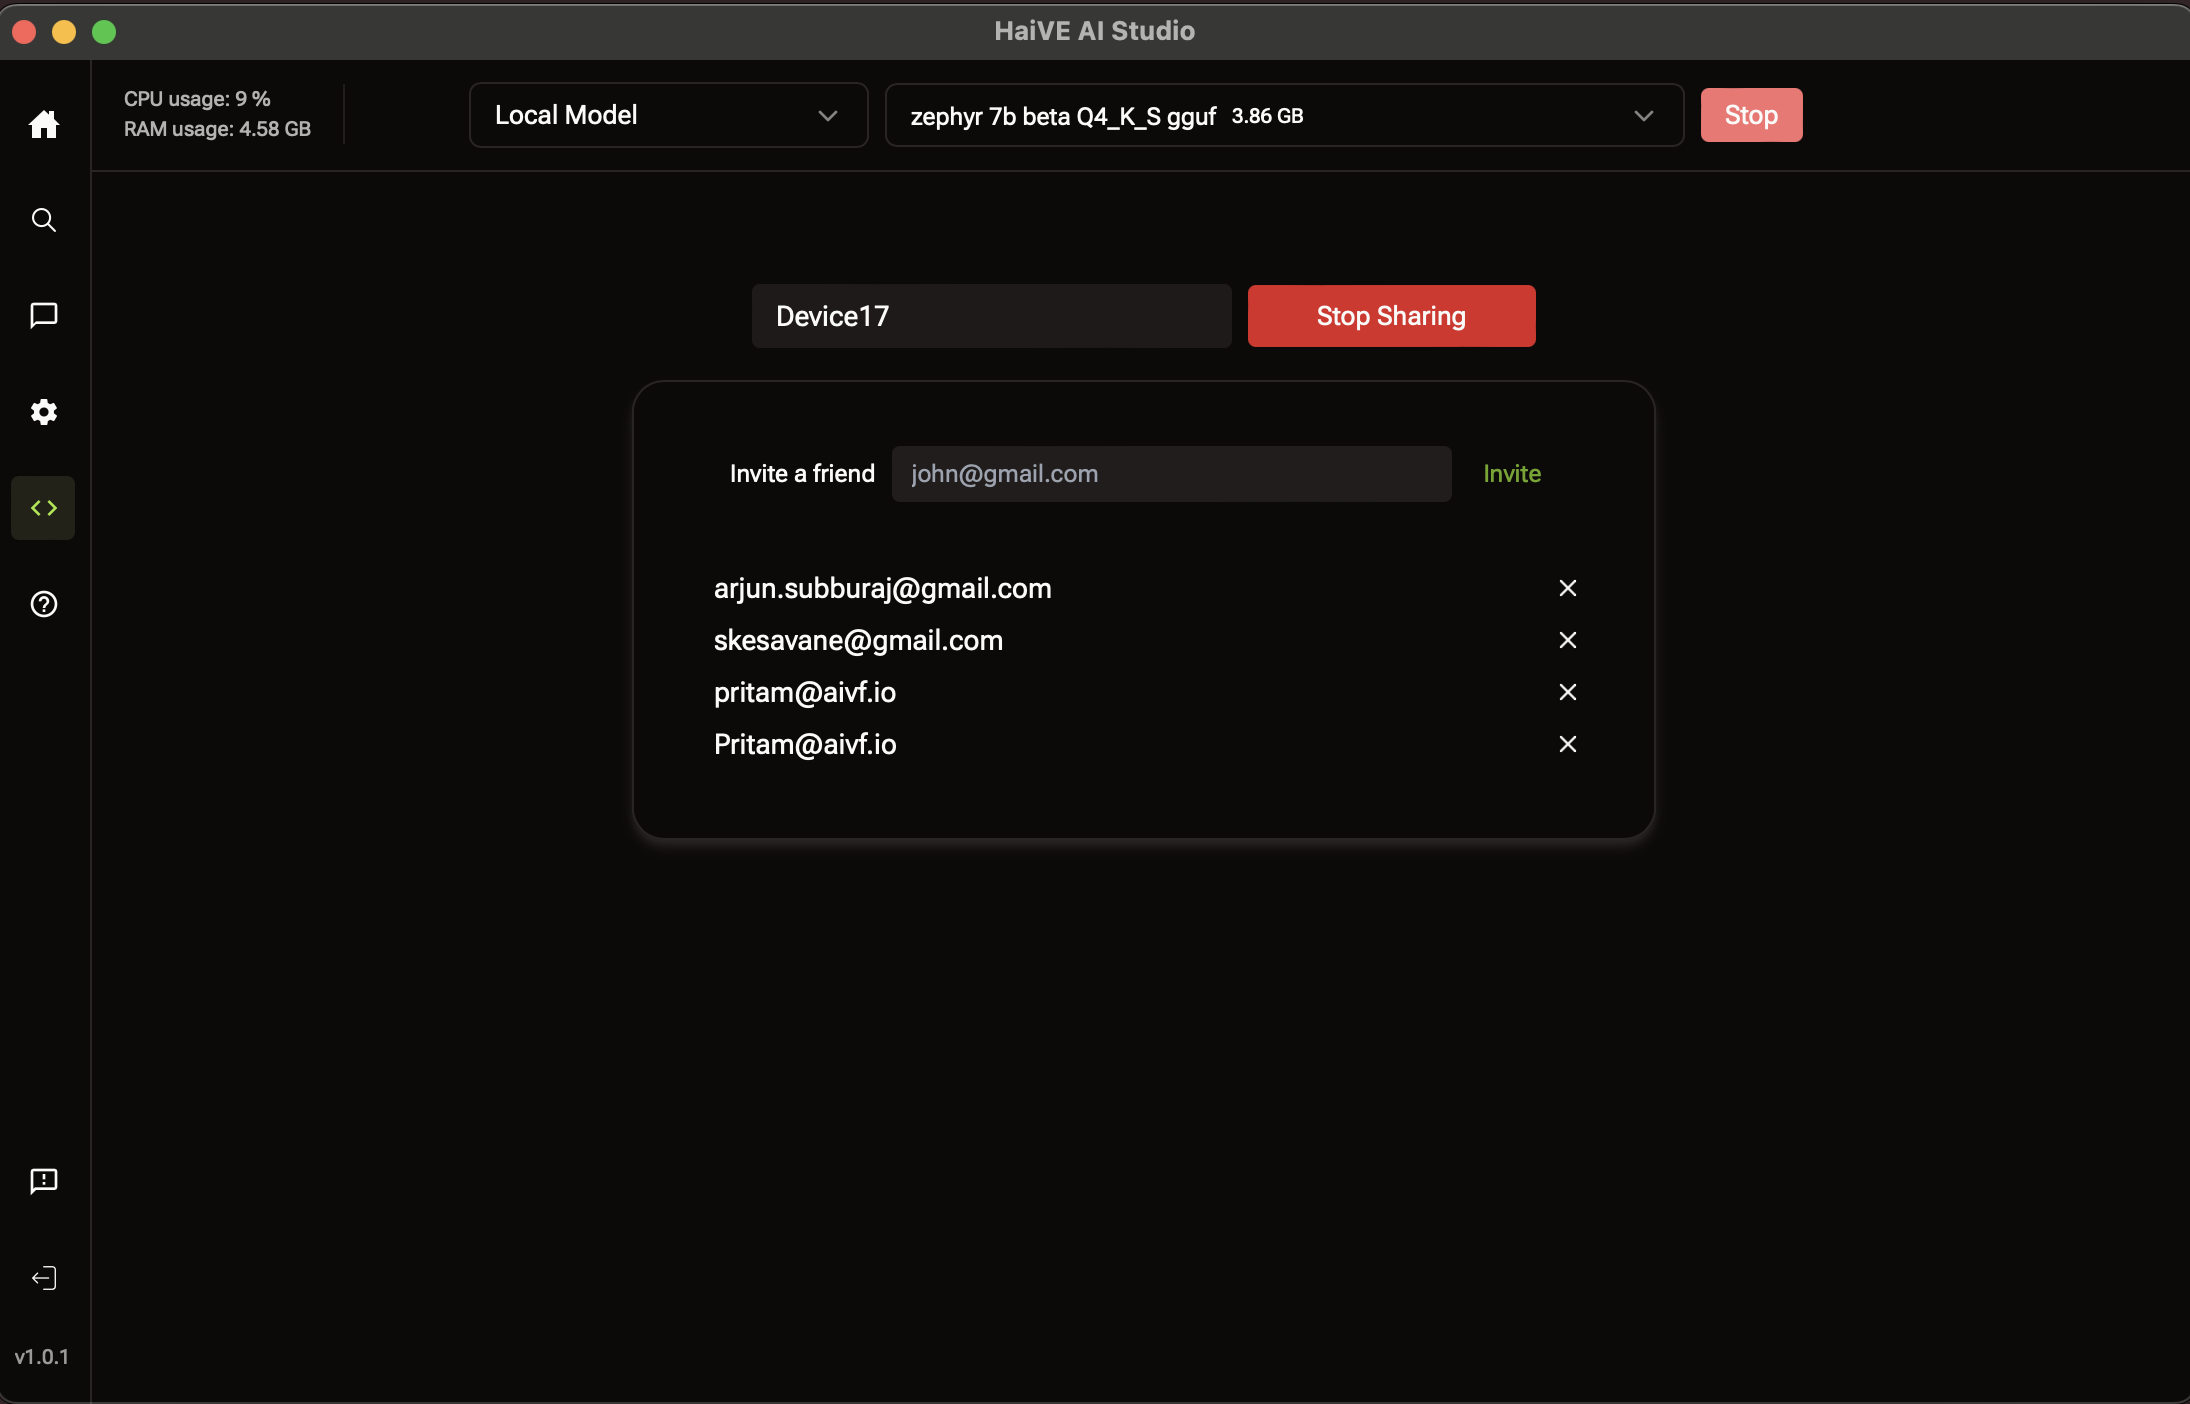 HaiVE AI Studio
CPU usage: 9 %
RAM usage: 4.58 GB
Local Model
zephyr 7b beta Q4_K_S gguf 3.86 GB
Stop
Device17
Stop Sharing
Invite a friend
john@gmail.com
Invite
arjun.subburaj@gmail.com
skesavane@gmail.com
pritam@aivf.io
Pritam@aivf.io
v1.0.1